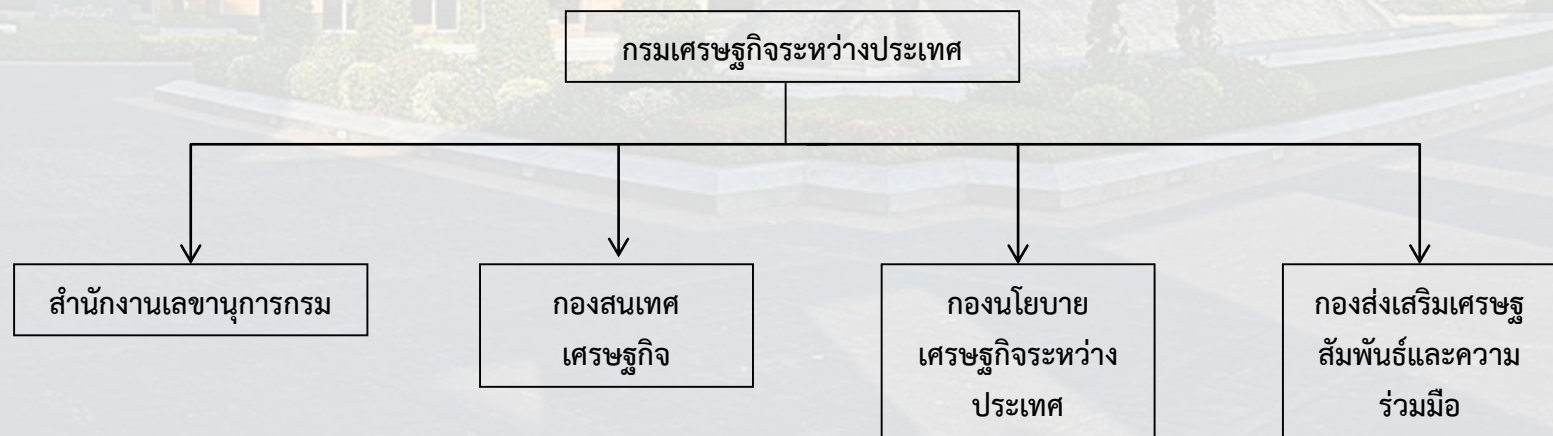 กรมเศรษฐกิจระหว่างประเทศ
สำนักงานเลขานุการกรม
กองสนเทศ
เศรษฐกิจ
กองนโยบาย
เศรษฐกิจระหว่าง
ประเทศ
กองส่งเสริมเศรษฐ
สัมพันธ์และความ
ร่วมมือ